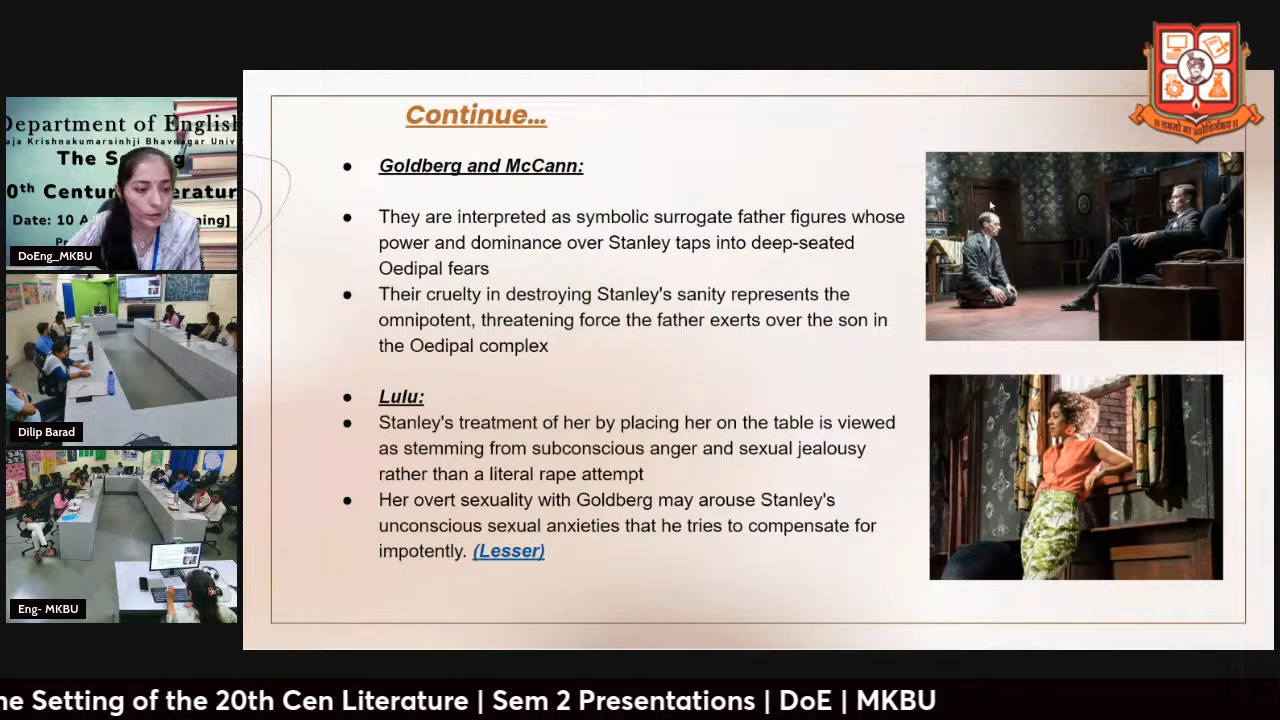 Department of English
aja Krishnakumarsinhji Bhavnagar Univ
The Se g
0th Centur erature
Date: 10 A ning]
DoEng_MKBU
Dilip Barad
Eng- MKBU
Continue...
● Goldberg and McCann:
● They are interpreted as symbolic surrogate father figures whose
power and dominance over Stanley taps into deep-seated
Oedipal fears
● Their cruelty in destroying Stanley's sanity represents the
omnipotent, threatening force the father exerts over the son in
the Oedipal complex
● Lulu:
● Stanley's treatment of her by placing her on the table is viewed
as stemming from subconscious anger and sexual jealousy
rather than a literal rape attempt
● Her overt sexuality with Goldberg may arouse Stanley's
unconscious sexual anxieties that he tries to compensate for
impotently. (Lesser)
॥ तमसो मा ज्योतिर्गमय ॥
he Setting of the 20th Cen Literature | Sem 2 Presentations | DoE | MKBU